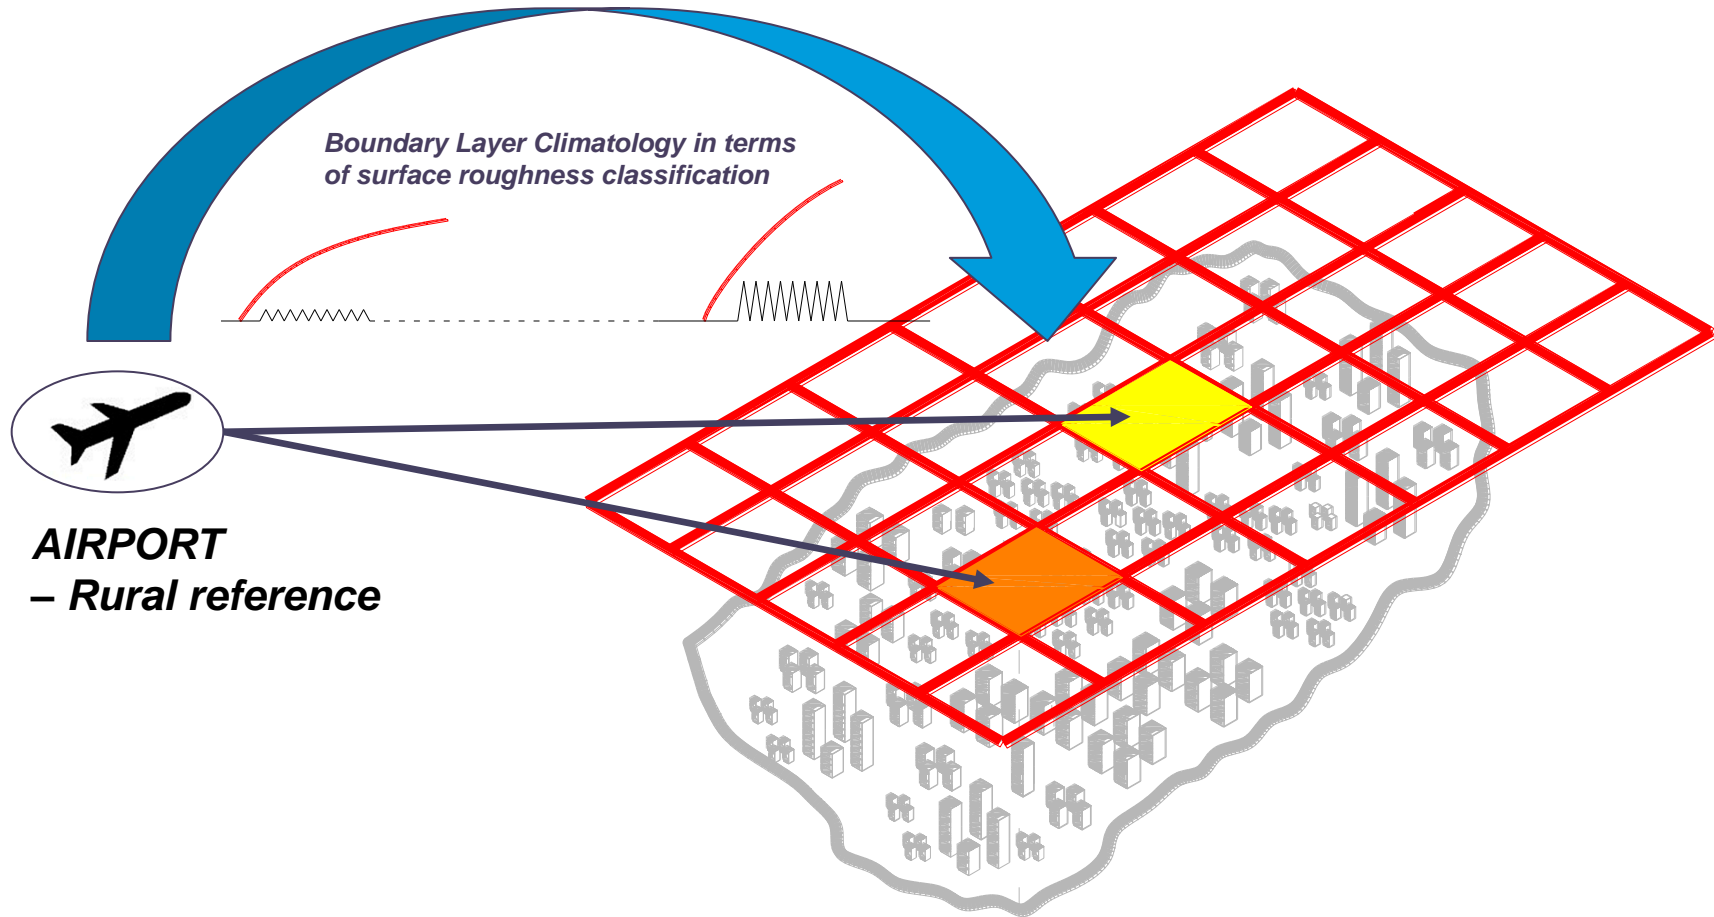 Boundary Layer Climatology in terms
of surface roughness classification
AIRPORT
– Rural reference